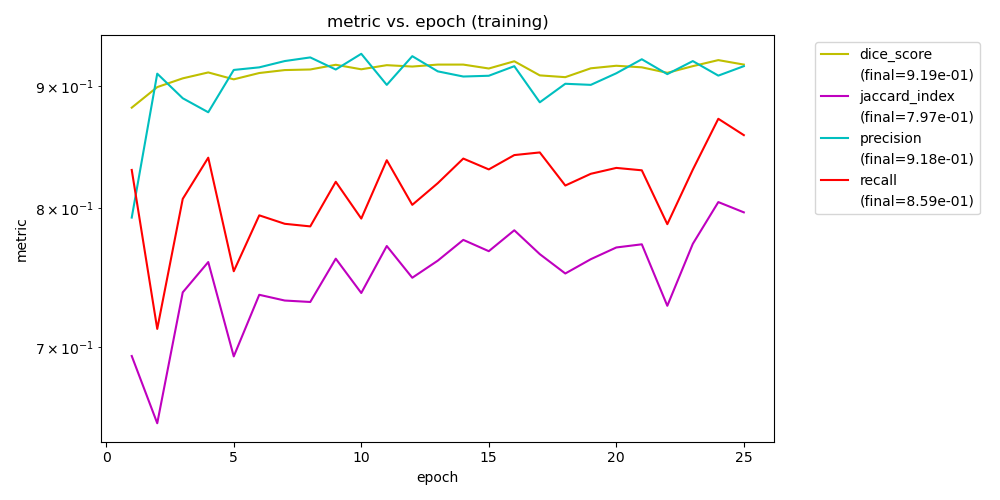 metric vs. epoch (training)
9 × 10⁻¹
8 × 10⁻¹
7 × 10⁻¹
metric
0 5 10 15 20 25
epoch
dice_score
(final=9.19e-01)
jaccard_index
(final=7.97e-01)
precision
(final=9.18e-01)
recall
(final=8.59e-01)